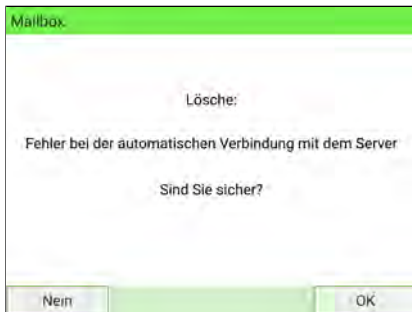 Mailbox
Lösche:
Fehler bei der automatischen Verbindung mit dem Server
Sind Sie sicher?
Nein
OK